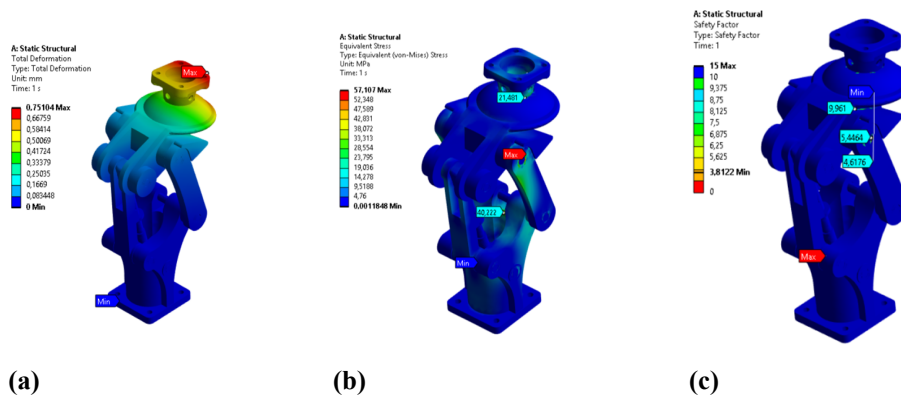 A: Static Structural
Total Deformation
Type: Total Deformation
Unit: mm
Time: 1 s
0,75104 Max
0,66759
0,58414
0,50069
0,41724
0,33379
0,25035
0,1669
0,083448
0 Min
Max
Min
(a)
A: Static Structural
Equivalent Stress
Type: Equivalent (von-Mises) Stress
Unit: MPa
Time: 1 s
57,107 Max
52,348
47,589
42,831
38,072
33,313
28,554
23,795
19,036
14,278
9,5188
4,76
0,0011848 Min
21,481
Max
40,222
Min
(b)
A: Static Structural
Safety Factor
Type: Safety Factor
Time: 1
15 Max
10
9,375
8,75
8,125
7,5
6,875
6,25
5,625
3,8122 Min
0
Min
9,961
5,4464
4,6176
Max
(c)